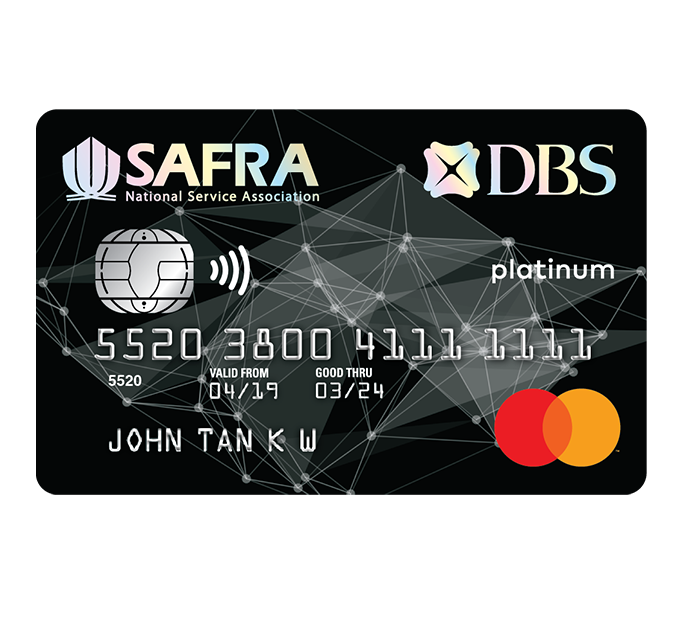 SAFRA
National Service Association
DBS
platinum
5520 3800 4111 1111
5520
VALID FROM
04/19
GOOD THRU
03/24
JOHN TAN K W